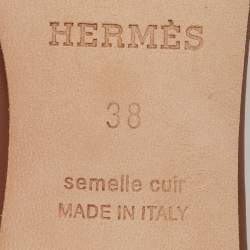 HERMÈS
38
semelle cuir
MADE IN ITALY